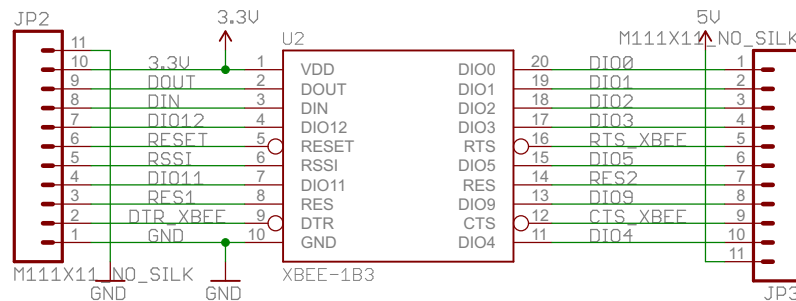 JP2 3.3V 5V
U2 M111X11_NO_SILK
11
10 3.3V 1 VDD DIO0 20 DIO0 1
9 DOUT 2 DOUT DIO1 19 DIO1 2
8 DIN 3 DIN DIO2 18 DIO2 3
7 DIO12 4 DIO12 DIO3 17 DIO3 4
6 RESET 5 RESET RTS 16 RTS_XBEE 5
5 RSSI 6 RSSI DIO5 15 DIO5 6
4 DIO11 7 DIO11 RES 14 RES2 7
3 RES1 8 RES DIO9 13 DIO9 8
2 DTR_XBEE 9 DTR CTS 12 CTS_XBEE 9
1 GND 10 GND DIO4 11 DIO4 10
11
M111X11_NO_SILK XBEE-1B3
GND GND JP3